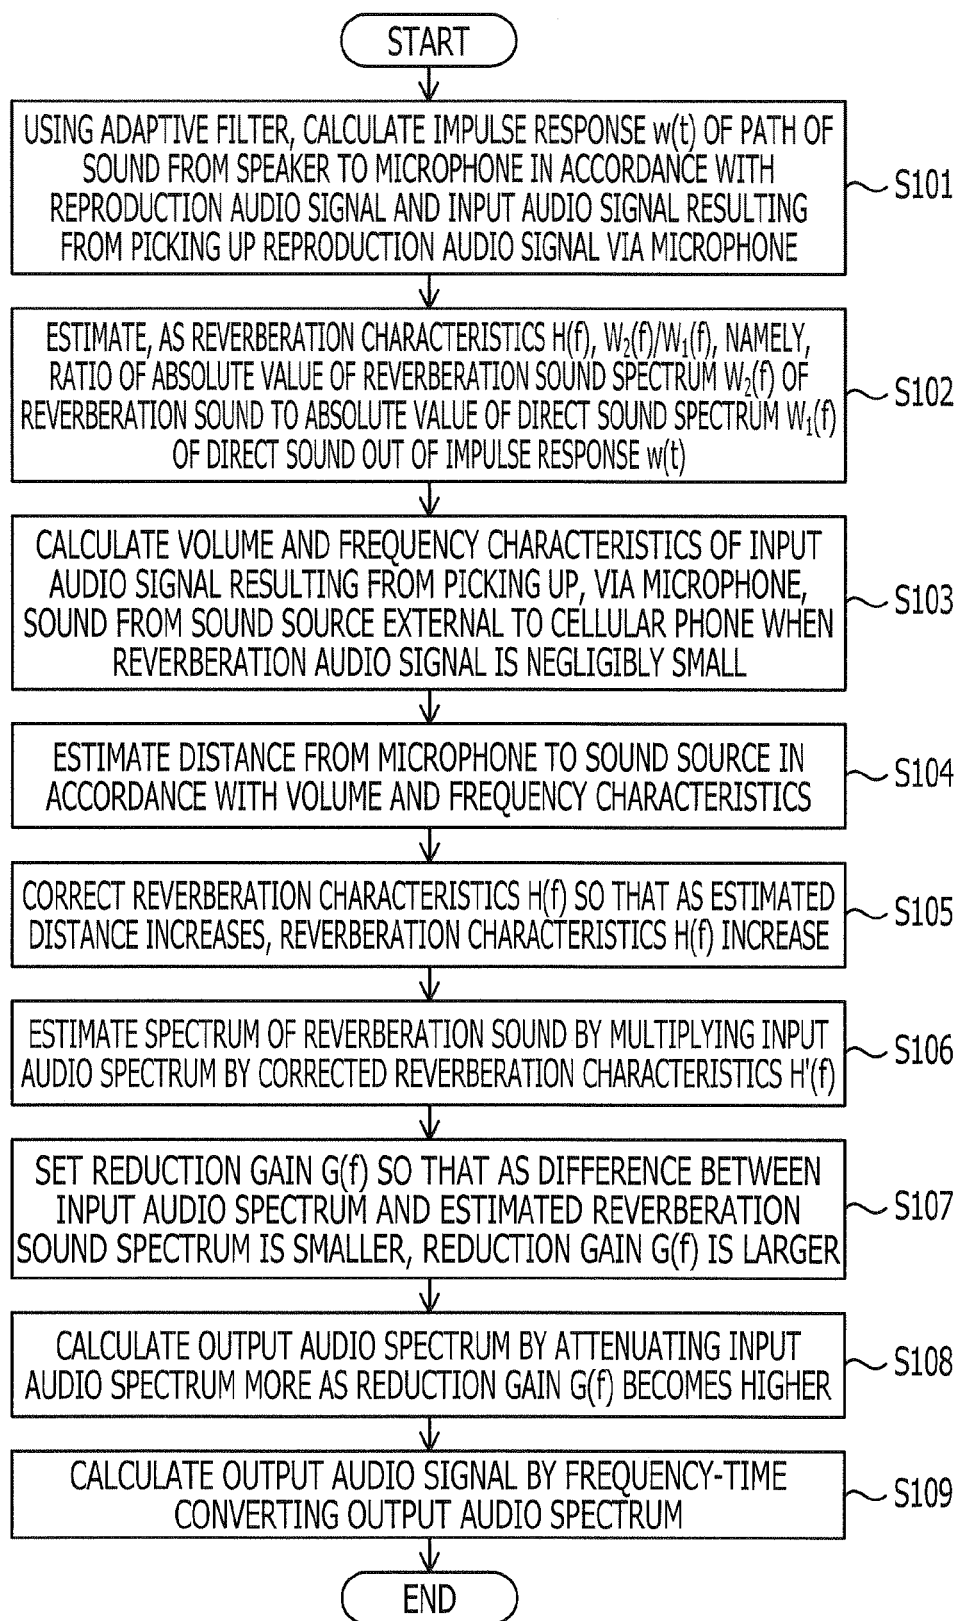 START
USING ADAPTIVE FILTER, CALCULATE IMPULSE RESPONSE w(t) OF PATH OF
SOUND FROM SPEAKER TO MICROPHONE IN ACCORDANCE WITH
REPRODUCTION AUDIO SIGNAL AND INPUT AUDIO SIGNAL RESULTING
FROM PICKING UP REPRODUCTION AUDIO SIGNAL VIA MICROPHONE
S101
ESTIMATE, AS REVERBERATION CHARACTERISTICS H(f), W₂(f)/W₁(f), NAMELY,
RATIO OF ABSOLUTE VALUE OF REVERBERATION SOUND SPECTRUM W₂(f) OF
REVERBERATION SOUND TO ABSOLUTE VALUE OF DIRECT SOUND SPECTRUM W₁(f)
OF DIRECT SOUND OUT OF IMPULSE RESPONSE w(t)
S102
CALCULATE VOLUME AND FREQUENCY CHARACTERISTICS OF INPUT
AUDIO SIGNAL RESULTING FROM PICKING UP, VIA MICROPHONE,
SOUND FROM SOUND SOURCE EXTERNAL TO CELLULAR PHONE WHEN
REVERBERATION AUDIO SIGNAL IS NEGLIGIBLY SMALL
S103
ESTIMATE DISTANCE FROM MICROPHONE TO SOUND SOURCE IN
ACCORDANCE WITH VOLUME AND FREQUENCY CHARACTERISTICS
S104
CORRECT REVERBERATION CHARACTERISTICS H(f) SO THAT AS ESTIMATED
DISTANCE INCREASES, REVERBERATION CHARACTERISTICS H(f) INCREASE
S105
ESTIMATE SPECTRUM OF REVERBERATION SOUND BY MULTIPLYING INPUT
AUDIO SPECTRUM BY CORRECTED REVERBERATION CHARACTERISTICS H'(f)
S106
SET REDUCTION GAIN G(f) SO THAT AS DIFFERENCE BETWEEN
INPUT AUDIO SPECTRUM AND ESTIMATED REVERBERATION
SOUND SPECTRUM IS SMALLER, REDUCTION GAIN G(f) IS LARGER
S107
CALCULATE OUTPUT AUDIO SPECTRUM BY ATTENUATING INPUT
AUDIO SPECTRUM MORE AS REDUCTION GAIN G(f) BECOMES HIGHER
S108
CALCULATE OUTPUT AUDIO SIGNAL BY FREQUENCY-TIME
CONVERTING OUTPUT AUDIO SPECTRUM
S109
END